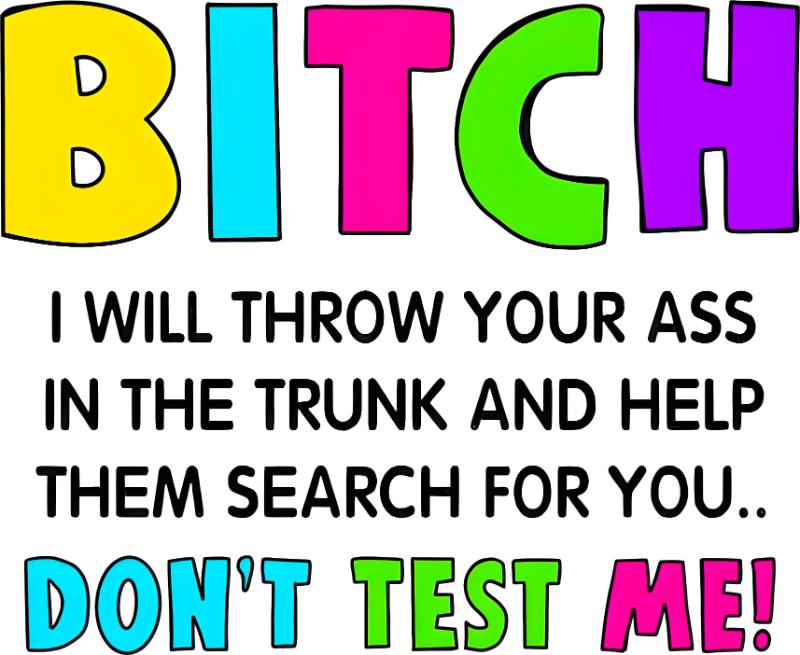 BITCH
I WILL THROW YOUR ASS
IN THE TRUNK AND HELP
THEM SEARCH FOR YOU..
DON'T TEST ME!